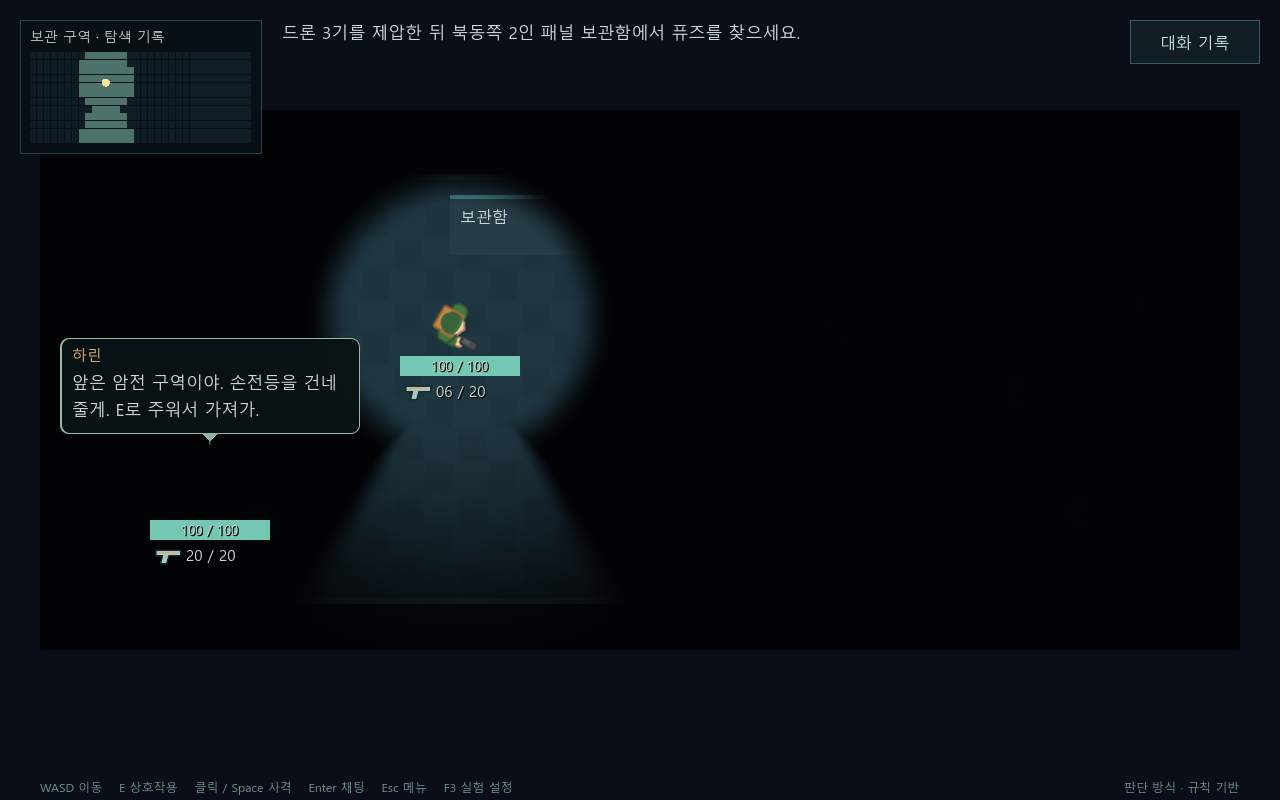 보관 구역 · 탐색 기록
드론 3기를 제압한 뒤 북동쪽 2인 패널 보관함에서 퓨즈를 찾으세요.
대화 기록
보관함
하린
앞은 암전 구역이야. 손전등을 건네
줄게. E로 주워서 가져가.
100 / 100
06 / 20
100 / 100
20 / 20
WASD 이동 E 상호작용 클릭 / Space 사격 Enter 채팅 Esc 메뉴 F3 실험 설정
판단 방식 · 규칙 기반